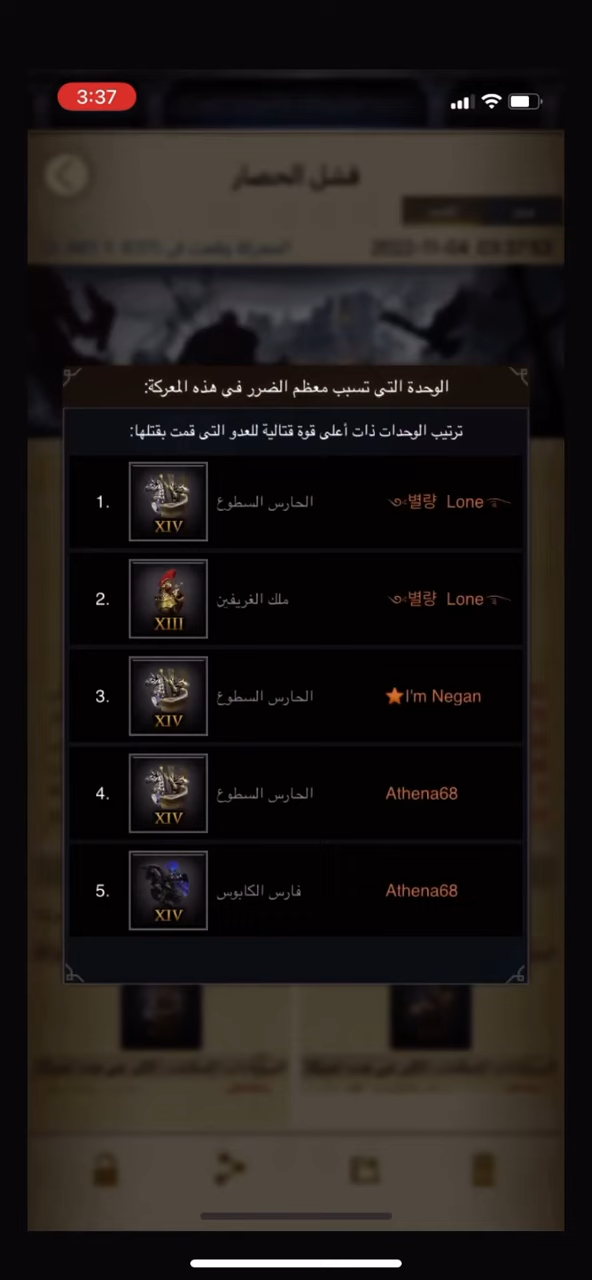 3:37
فشل الحصار
الوحدة التي تسبب معظم الضرر في هذه المعركة:
ترتيب الوحدات ذات أعلى قوة قتالية للعدو التي قمت بقتلها:
1. XIV الحارس السطوع 별량 Lone
2. XIII ملك الغريفين 별량 Lone
3. XIV الحارس السطوع ⭐I'm Negan
4. XIV الحارس السطوع Athena68
5. XIV فارس الكابوس Athena68